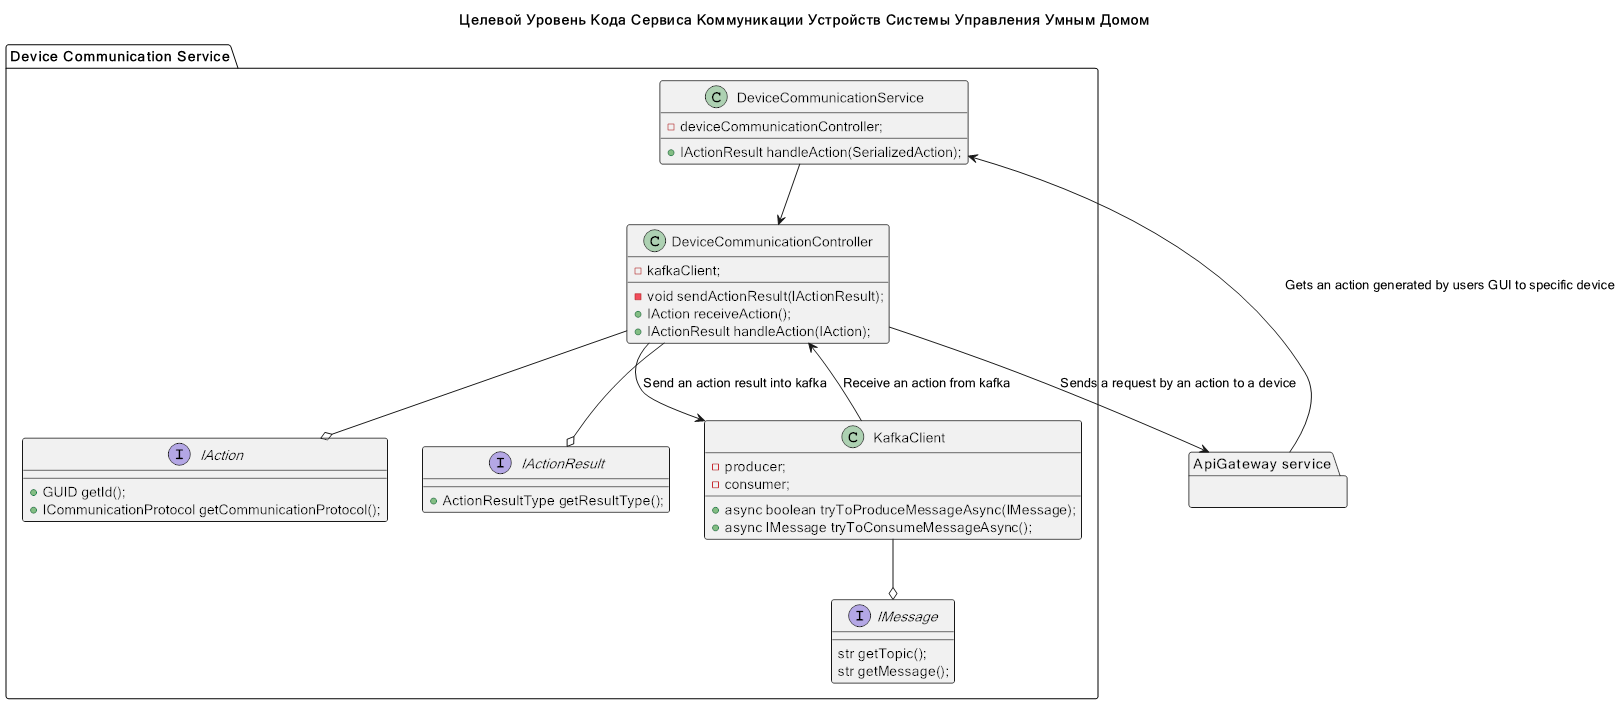 Целевой Уровень Кода Сервиса Коммуникации Устройств Системы Управления Умным Домом
Device Communication Service
C DeviceCommunicationService
deviceCommunicationController;
IActionResult handleAction(SerializedAction);
C DeviceCommunicationController
kafkaClient;
void sendActionResult(IActionResult);
IAction receiveAction();
IActionResult handleAction(IAction);
Gets an action generated by users GUI to specific device
Send an action result into kafka
Receive an action from kafka
Sends a request by an action to a device
I IAction
GUID getId();
ICommunicationProtocol getCommunicationProtocol();
I IActionResult
ActionResultType getResultType();
C KafkaClient
producer;
consumer;
async boolean tryToProduceMessageAsync(IMessage);
async IMessage tryToConsumeMessageAsync();
ApiGateway service
I IMessage
str getTopic();
str getMessage();